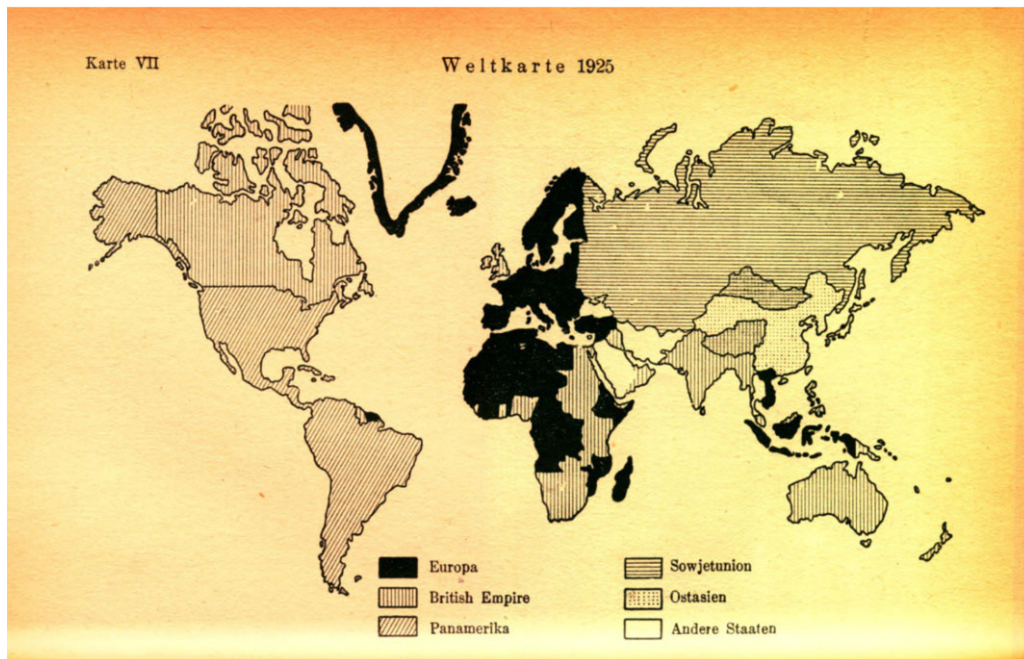 Karte VII
Weltkarte 1925
Europa
British Empire
Panamerika
Sowjetunion
Ostasien
Andere Staaten